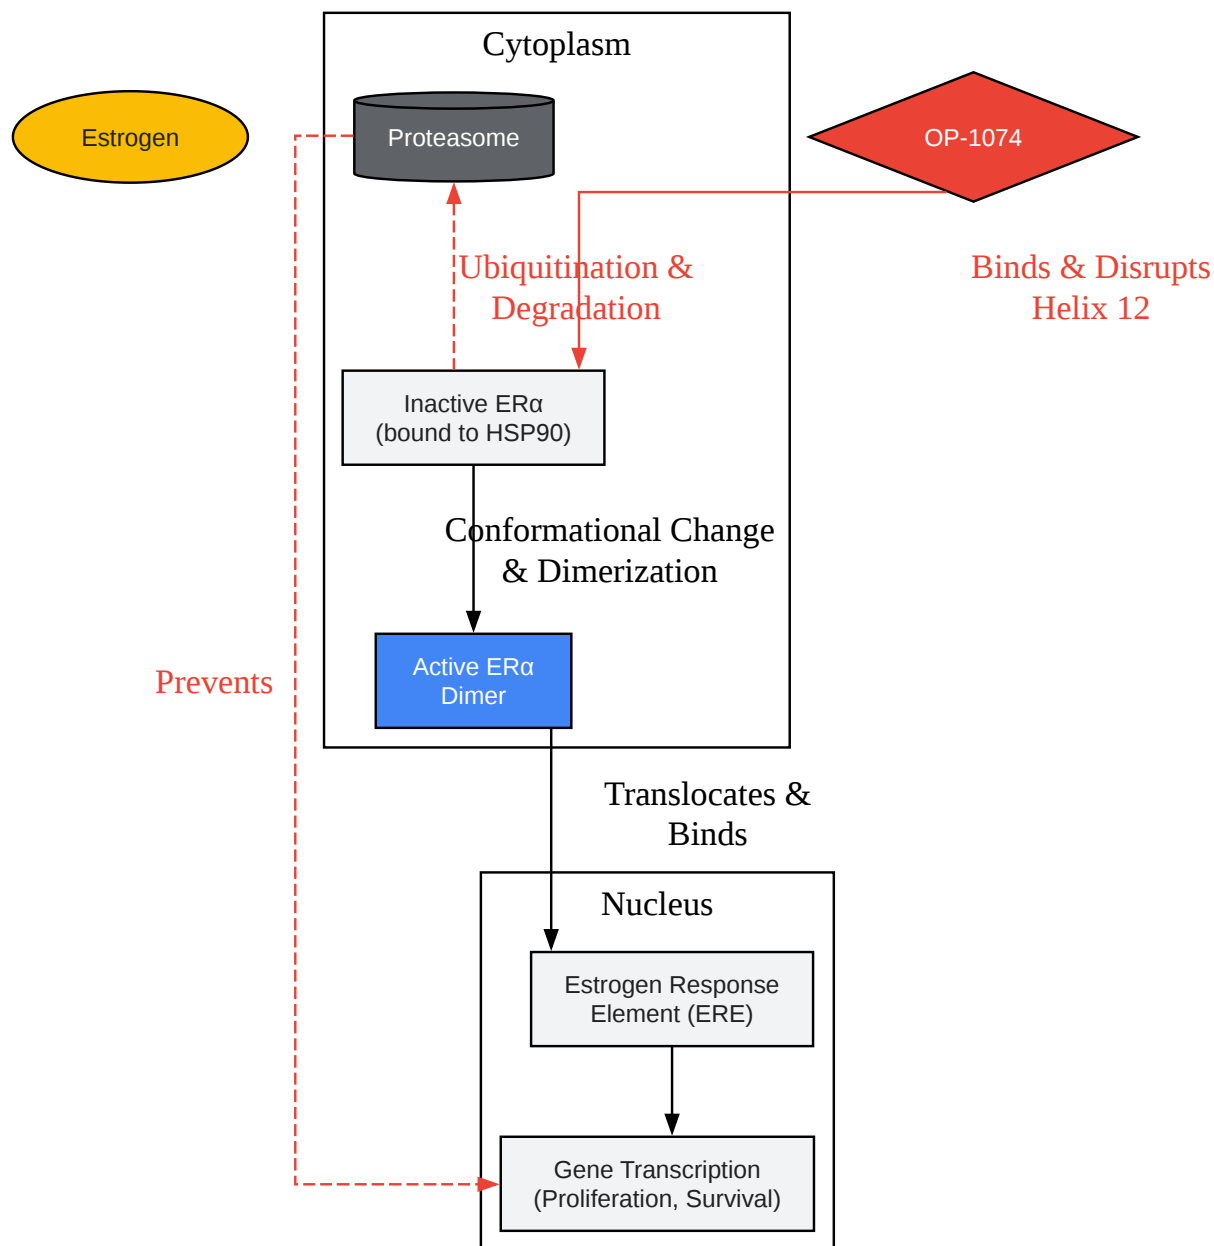 Cytoplasm
Estrogen
Proteasome
OP-1074
Ubiquitination &
Degradation
Binds & Disrupts
Helix 12
Inactive ERα
(bound to HSP90)
Conformational Change
& Dimerization
Active ERα
Dimer
Prevents
Translocates &
Binds
Nucleus
Estrogen Response
Element (ERE)
Gene Transcription
(Proliferation, Survival)